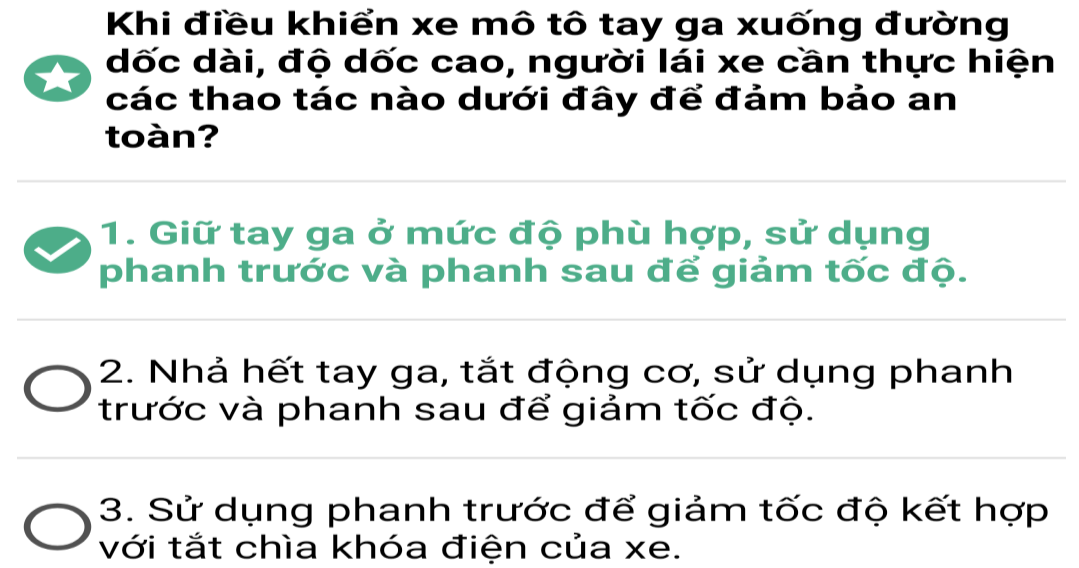 Khi điều khiển xe mô tô tay ga xuống đường
dốc dài, độ dốc cao, người lái xe cần thực hiện
các thao tác nào dưới đây để đảm bảo an
toàn?
1. Giữ tay ga ở mức độ phù hợp, sử dụng
phanh trước và phanh sau để giảm tốc độ.
2. Nhả hết tay ga, tắt động cơ, sử dụng phanh
trước và phanh sau để giảm tốc độ.
3. Sử dụng phanh trước để giảm tốc độ kết hợp
với tắt chìa khóa điện của xe.